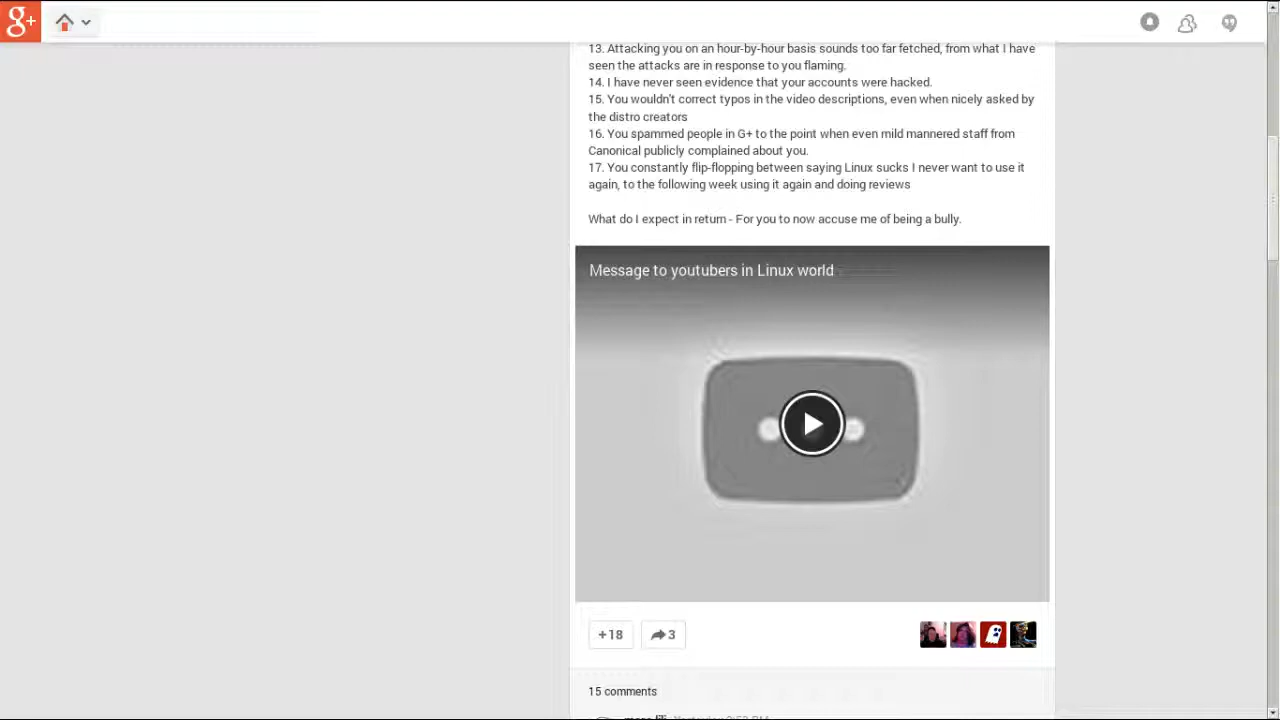 g+
13. Attacking you on an hour-by-hour basis sounds too far fetched, from what I have
seen the attacks are in response to you flaming.
14. I have never seen evidence that your accounts were hacked.
15. You wouldn't correct typos in the video descriptions, even when nicely asked by
the distro creators
16. You spammed people in G+ to the point when even mild mannered staff from
Canonical publicly complained about you.
17. You constantly flip-flopping between saying Linux sucks I never want to use it
again, to the following week using it again and doing reviews
What do I expect in return - For you to now accuse me of being a bully.
Message to youtubers in Linux world
+18
3
15 comments